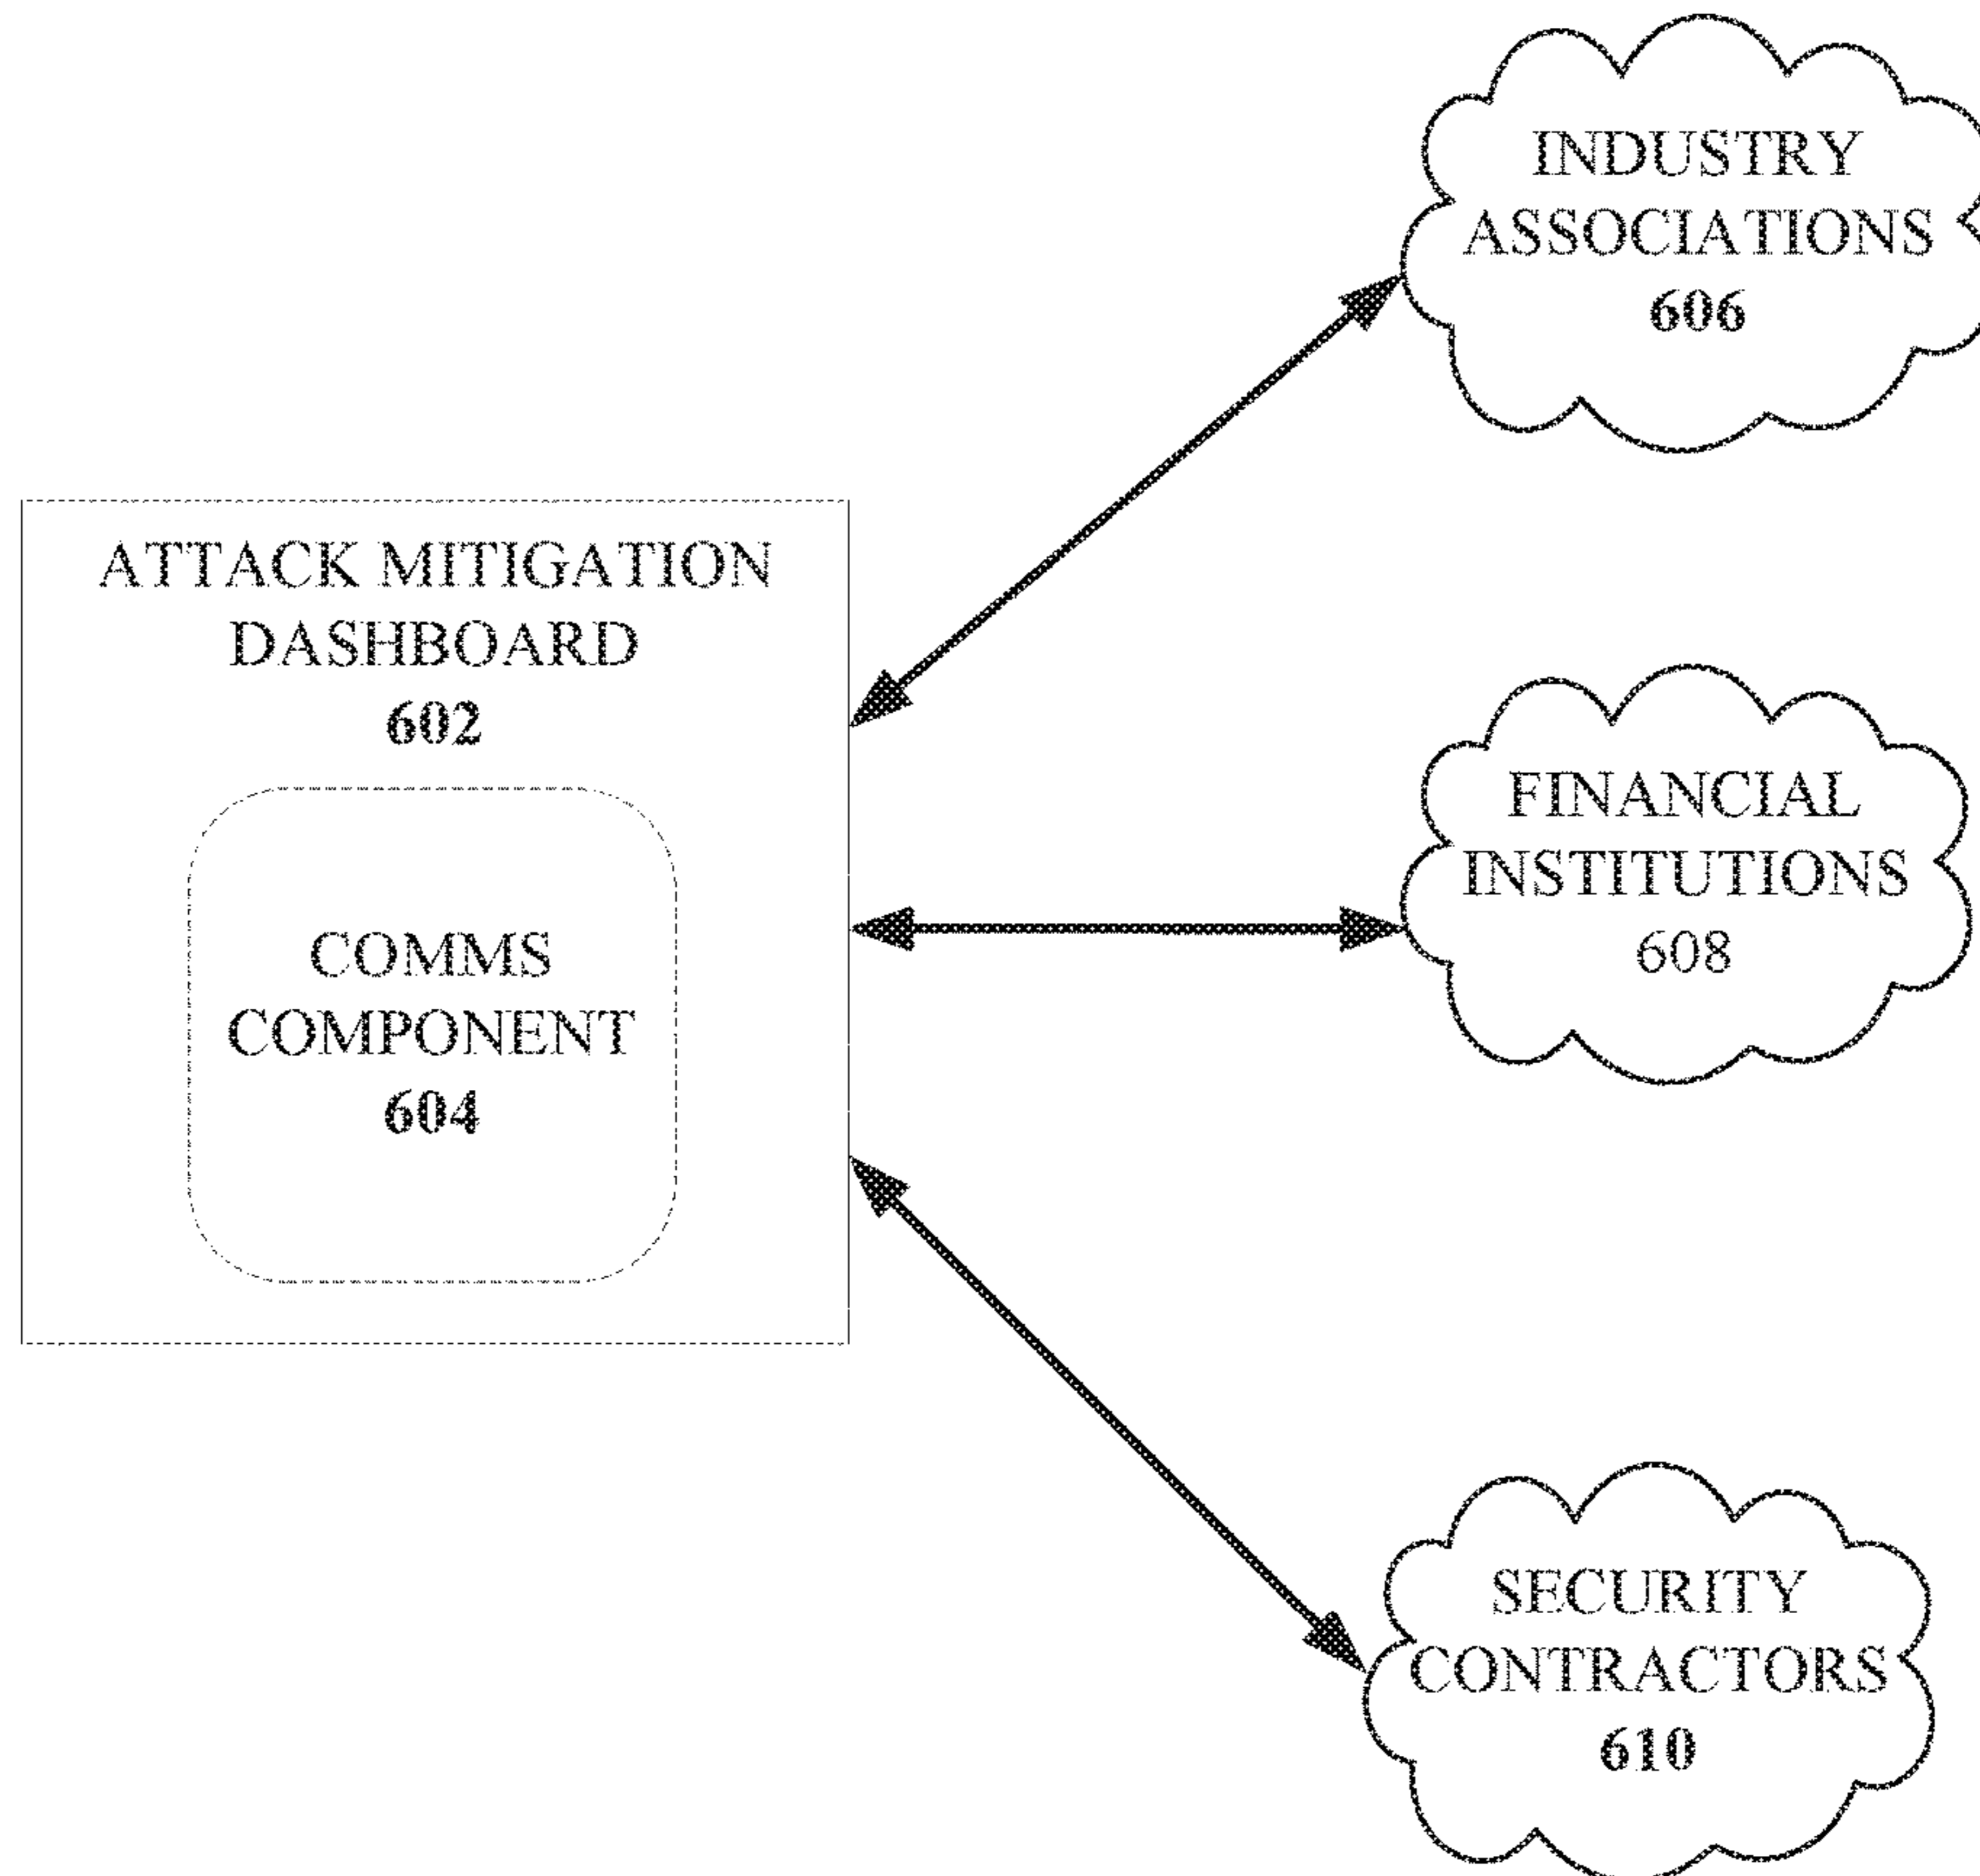 INDUSTRY
ASSOCIATIONS
606
ATTACK MITIGATION
DASHBOARD
602
COMMS
COMPONENT
604
FINANCIAL
INSTITUTIONS
608
SECURITY
CONTRACTORS
610